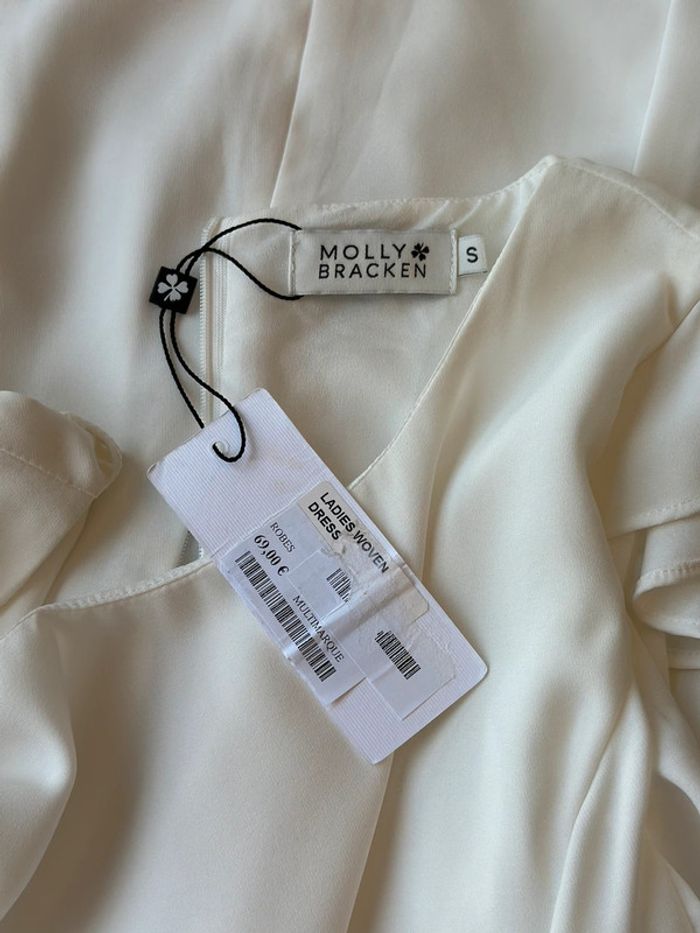 MOLLY
BRACKEN
S
LADIES WOVEN
DRESS
ROBES
69,00 €
MULTIMARQUE